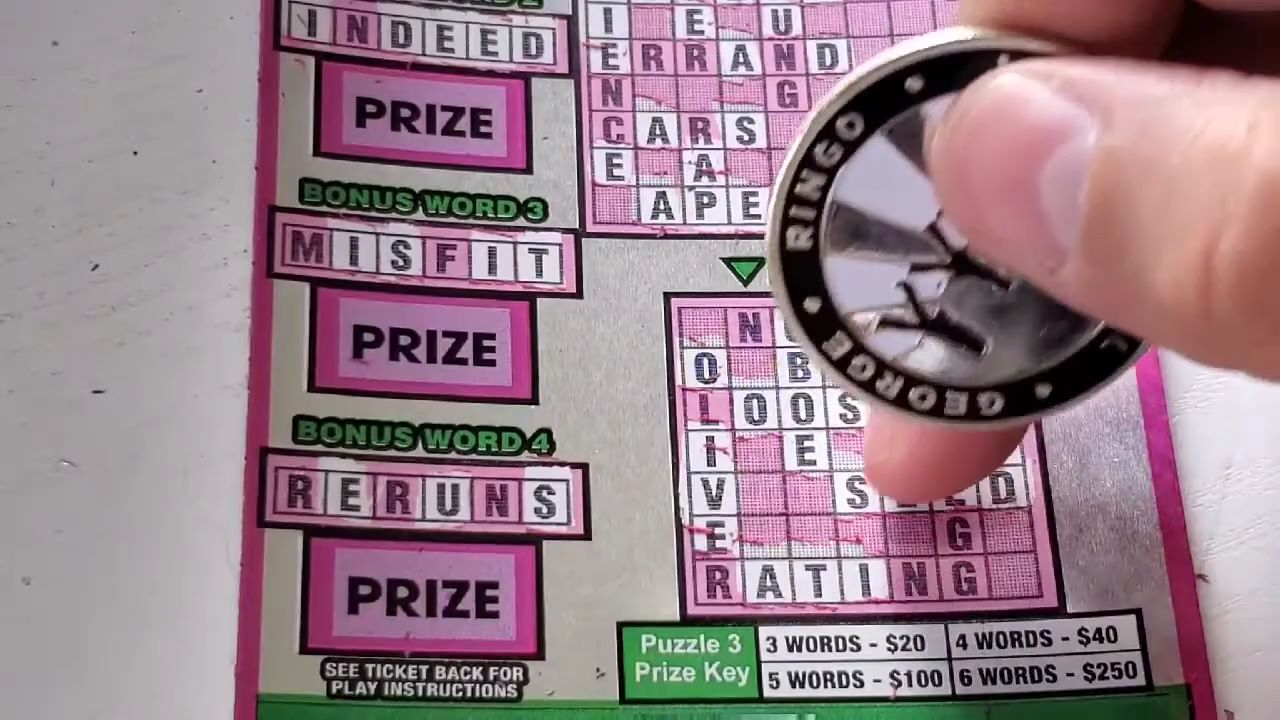 INDEED
PRIZE
BONUS WORD 3
MISFIT
PRIZE
BONUS WORD 4
RERUNS
PRIZE
SEE TICKET BACK FOR
PLAY INSTRUCTIONS
ERRAND
CARS
APE
RINGO
GEORGE
OLIVER
RATING
Puzzle 3
Prize Key
3 WORDS - $20
4 WORDS - $40
5 WORDS - $100
6 WORDS - $250